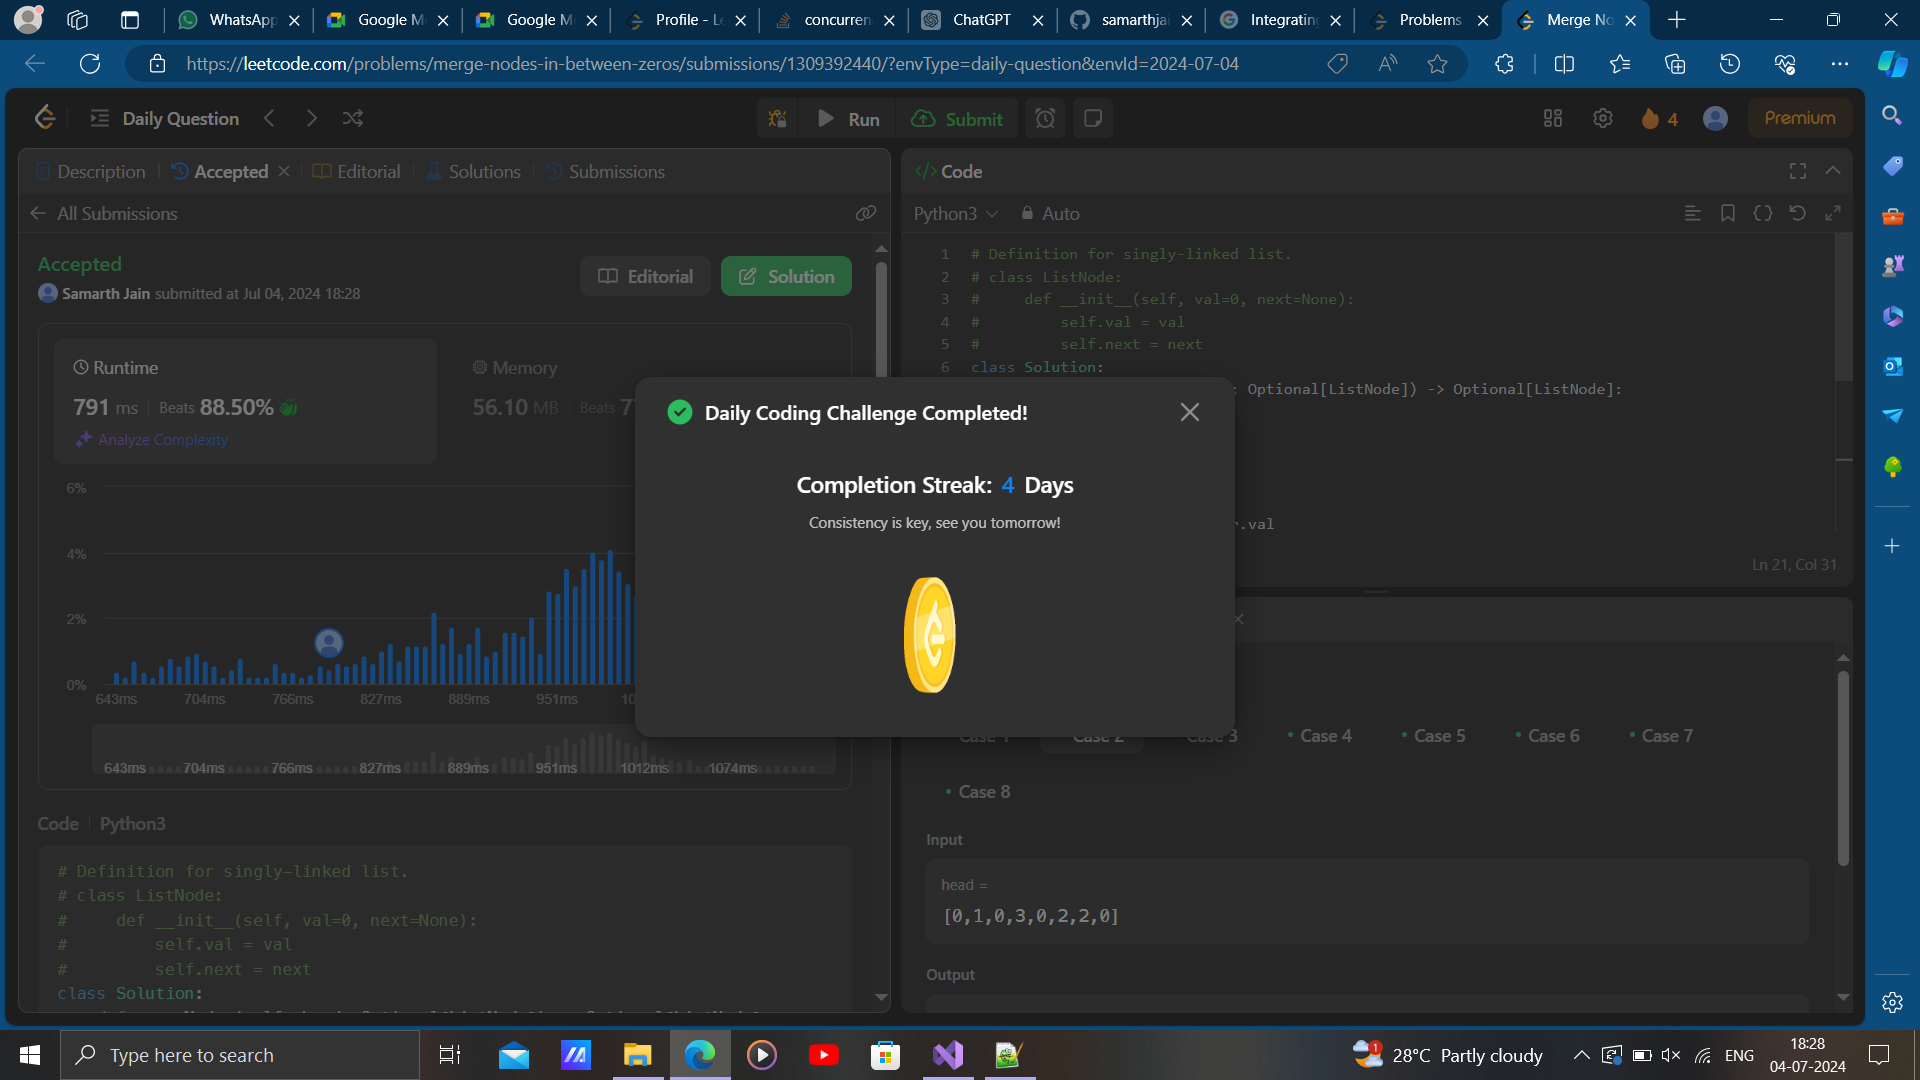 WhatsApp
Google M
Google M
Profile - Le
concurren
ChatGPT
samarthjai
Integrating
Problems
Merge No
https://leetcode.com/problems/merge-nodes-in-between-zeros/submissions/1309392440/?envType=daily-question&envId=2024-07-04
Daily Question
Run
Submit
4
Premium
Description
Accepted
Editorial
Solutions
Submissions
</> Code
All Submissions
Python3
Auto
Accepted
Samarth Jain submitted at Jul 04, 2024 18:28
Editorial
Solution
Runtime
791 ms
Beats 88.50%
Analyze Complexity
Memory
56.10 MB
Beats 7
6%
4%
2%
0%
643ms 704ms 766ms 827ms 889ms 951ms 10
643ms 704ms 766ms 827ms 889ms 951ms 1012ms 1074ms
Code
Python3
# Definition for singly-linked list.
# class ListNode:
#     def __init__(self, val=0, next=None):
#         self.val = val
#         self.next = next
class Solution:
1 # Definition for singly-linked list.
2 # class ListNode:
3 #     def __init__(self, val=0, next=None):
4 #         self.val = val
5 #         self.next = next
6 class Solution:
: Optional[ListNode]) -> Optional[ListNode]:
.val
Ln 21, Col 31
Daily Coding Challenge Completed!
Completion Streak: 4 Days
Consistency is key, see you tomorrow!
Case 1
Case 2
Case 3
Case 4
Case 5
Case 6
Case 7
Case 8
Input
head =
[0,1,0,3,0,2,2,0]
Output
Type here to search
1
28°C Partly cloudy
ENG
18:28
04-07-2024